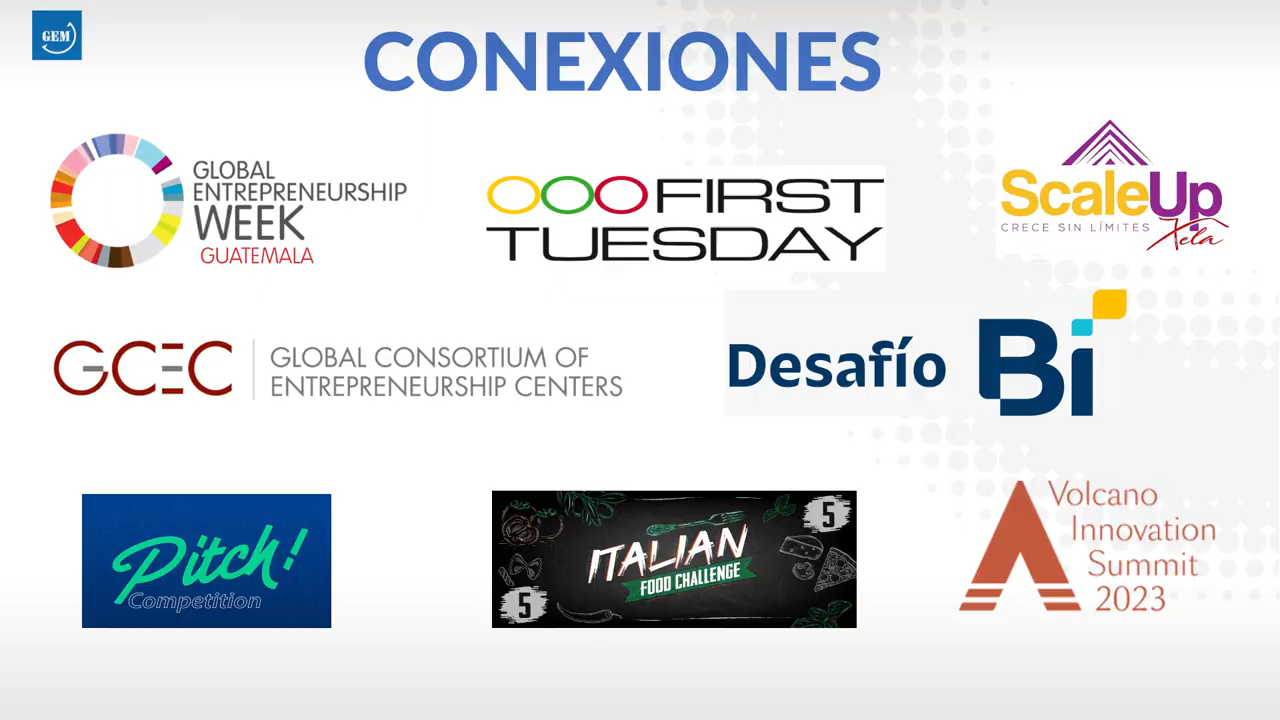 GEM
CONEXIONES
GLOBAL
ENTREPRENEURSHIP
WEEK
GUATEMALA
FIRST
TUESDAY
ScaleUp
CRECE SIN LÍMITES
Xela
GCEC
GLOBAL CONSORTIUM OF
ENTREPRENEURSHIP CENTERS
Desafío Bi
Pitch!
Competition
5
ITALIAN
FOOD CHALLENGE
5
Volcano
Innovation
Summit
2023